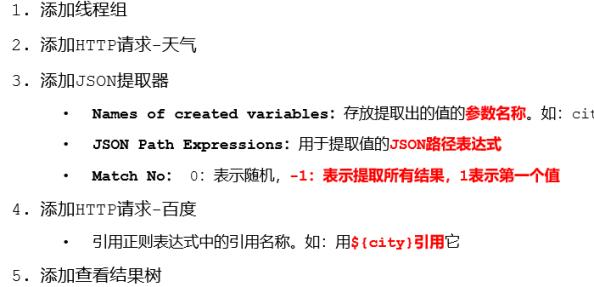 1. 添加线程组
2. 添加HTTP请求-天气
3. 添加JSON提取器
• Names of created variables: 存放提取出的值的参数名称。如: cit
• JSON Path Expressions: 用于提取值的JSON路径表达式
• Match No: 0: 表示随机, -1: 表示提取所有结果, 1表示第一个值
4. 添加HTTP请求-百度
• 引用正则表达式中的引用名称。如: 用${city}引用它
5. 添加查看结果树